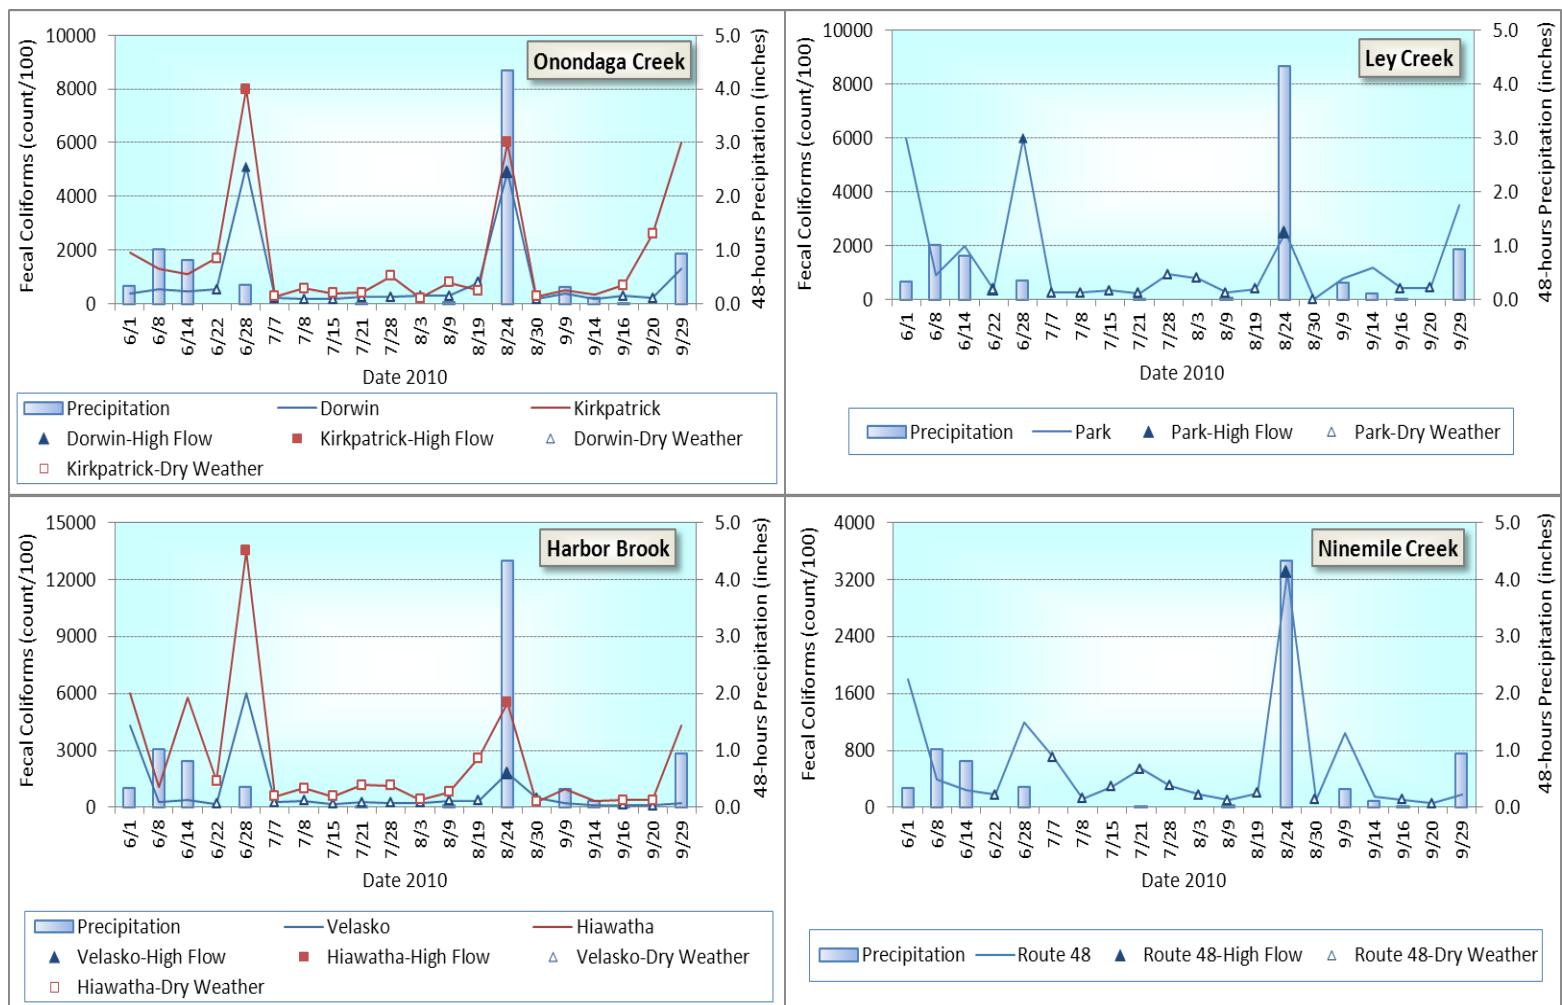 Onondaga Creek
Fecal Coliforms (count/100)
10000
8000
6000
4000
2000
0
5.0
4.0
3.0
2.0
1.0
0.0
48-hours Precipitation (inches)
6/1 6/8 6/14 6/22 6/28 7/7 7/8 7/15 7/21 7/28 8/3 8/9 8/19 8/24 8/30 9/9 9/14 9/16 9/20 9/29
Date 2010
Precipitation Dorwin Kirkpatrick
Dorwin-High Flow Kirkpatrick-High Flow Dorwin-Dry Weather
Kirkpatrick-Dry Weather
Ley Creek
Fecal Coliforms (count/100)
10000
8000
6000
4000
2000
0
5.0
4.0
3.0
2.0
1.0
0.0
48-hours Precipitation (inches)
6/1 6/8 6/14 6/22 6/28 7/7 7/8 7/15 7/21 7/28 8/3 8/9 8/19 8/24 8/30 9/9 9/14 9/16 9/20 9/29
Date 2010
Precipitation Park Park-High Flow Park-Dry Weather
Harbor Brook
Fecal Coliforms (count/100)
15000
12000
9000
6000
3000
0
5.0
4.0
3.0
2.0
1.0
0.0
48-hours Precipitation (inches)
6/1 6/8 6/14 6/22 6/28 7/7 7/8 7/15 7/21 7/28 8/3 8/9 8/19 8/24 8/30 9/9 9/14 9/16 9/20 9/29
Date 2010
Precipitation Velasko Hiawatha
Velasko-High Flow Hiawatha-High Flow Velasko-Dry Weather
Hiawatha-Dry Weather
Ninemile Creek
Fecal Coliforms (count/100)
4000
3200
2400
1600
800
0
5.0
4.0
3.0
2.0
1.0
0.0
48-hours Precipitation (inches)
6/1 6/8 6/14 6/22 6/28 7/7 7/8 7/15 7/21 7/28 8/3 8/9 8/19 8/24 8/30 9/9 9/14 9/16 9/20 9/29
Date 2010
Precipitation Route 48 Route 48-High Flow Route 48-Dry Weather